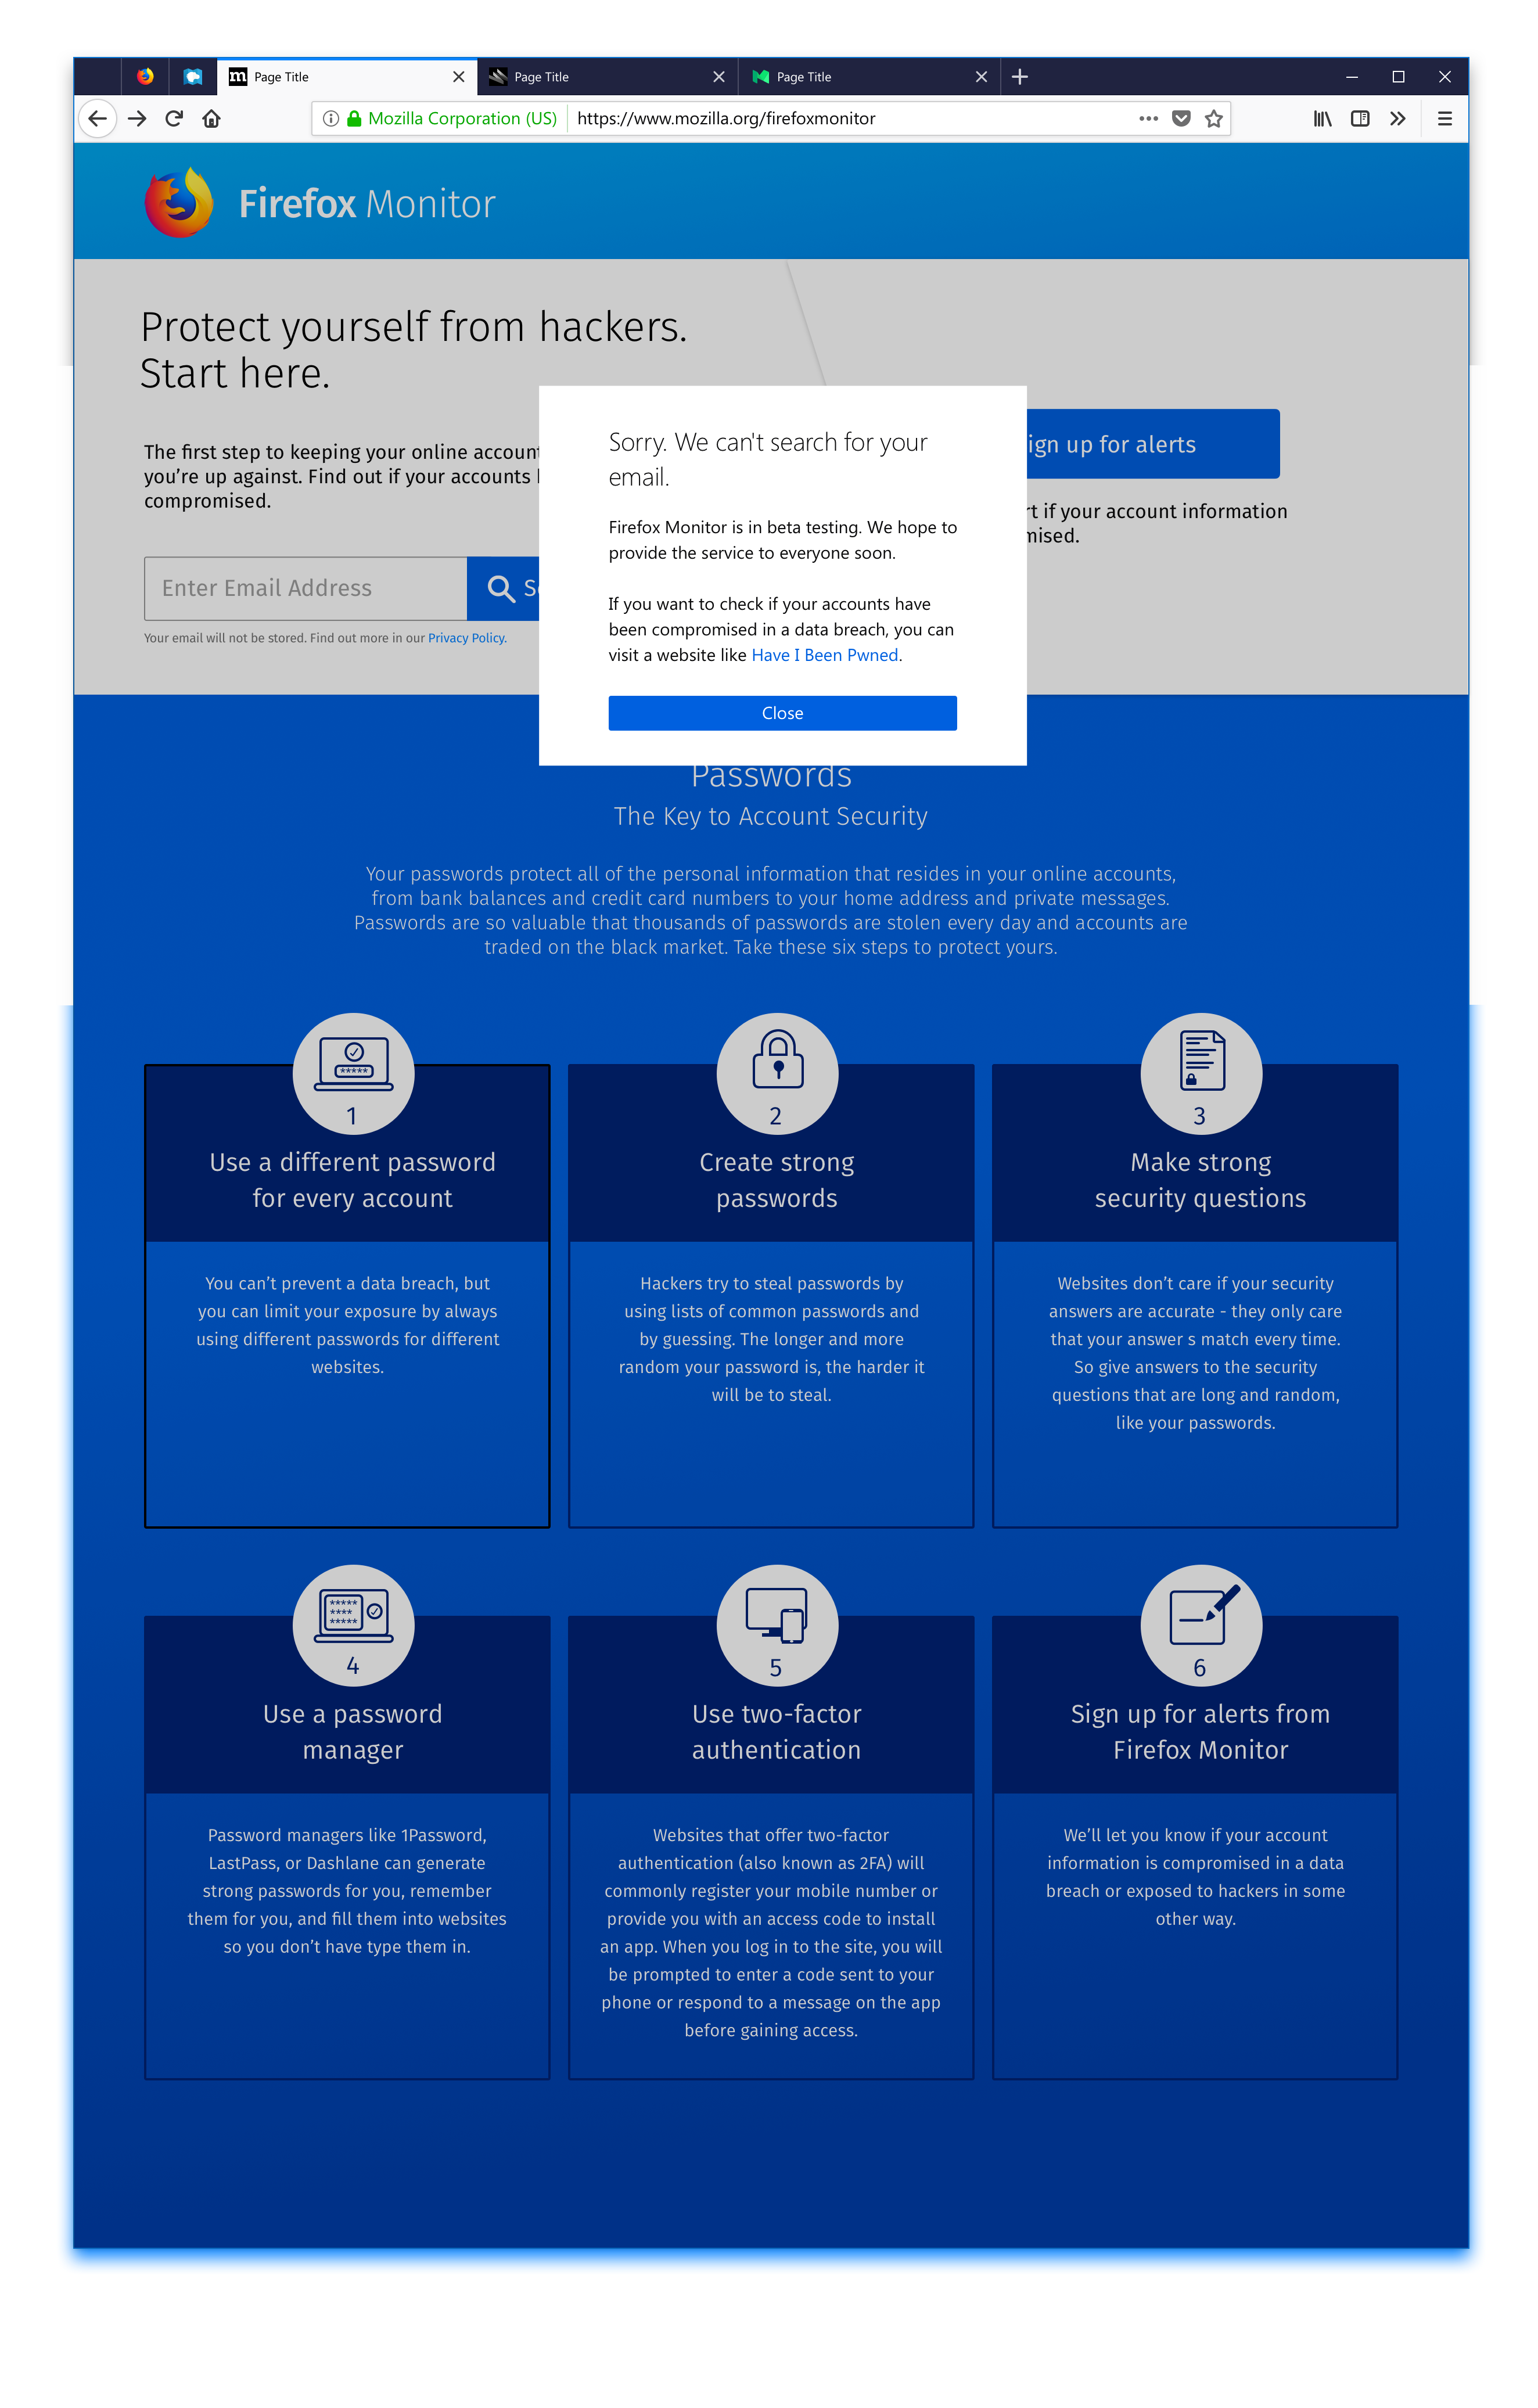 Page Title
Page Title
Page Title
Mozilla Corporation (US)
https://www.mozilla.org/firefoxmonitor
Firefox Monitor
Protect yourself from hackers.
Start here.
The first step to keeping your online
you’re up against. Find out if your accounts
compromised.
Enter Email Address
Your email will not be stored. Find out more in our Privacy Policy.
Sorry. We can't search for your
email.
Firefox Monitor is in beta testing. We hope to
provide the service to everyone soon.
If you want to check if your accounts have
been compromised in a data breach, you can
visit a website like Have I Been Pwned.
Close
ign up for alerts
rt if your account information
mised.
Passwords
The Key to Account Security
Your passwords protect all of the personal information that resides in your online accounts,
from bank balances and credit card numbers to your home address and private messages.
Passwords are so valuable that thousands of passwords are stolen every day and accounts are
traded on the black market. Take these six steps to protect yours.
*****
1
Use a different password
for every account
You can’t prevent a data breach, but
you can limit your exposure by always
using different passwords for different
websites.
2
Create strong
passwords
Hackers try to steal passwords by
using lists of common passwords and
by guessing. The longer and more
random your password is, the harder it
will be to steal.
3
Make strong
security questions
Websites don’t care if your security
answers are accurate - they only care
that your answer s match every time.
So give answers to the security
questions that are long and random,
like your passwords.
*****
****
*****
4
Use a password
manager
Password managers like 1Password,
LastPass, or Dashlane can generate
strong passwords for you, remember
them for you, and fill them into websites
so you don’t have type them in.
5
Use two-factor
authentication
Websites that offer two-factor
authentication (also known as 2FA) will
commonly register your mobile number or
provide you with an access code to install
an app. When you log in to the site, you will
be prompted to enter a code sent to your
phone or respond to a message on the app
before gaining access.
6
Sign up for alerts from
Firefox Monitor
We’ll let you know if your account
information is compromised in a data
breach or exposed to hackers in some
other way.